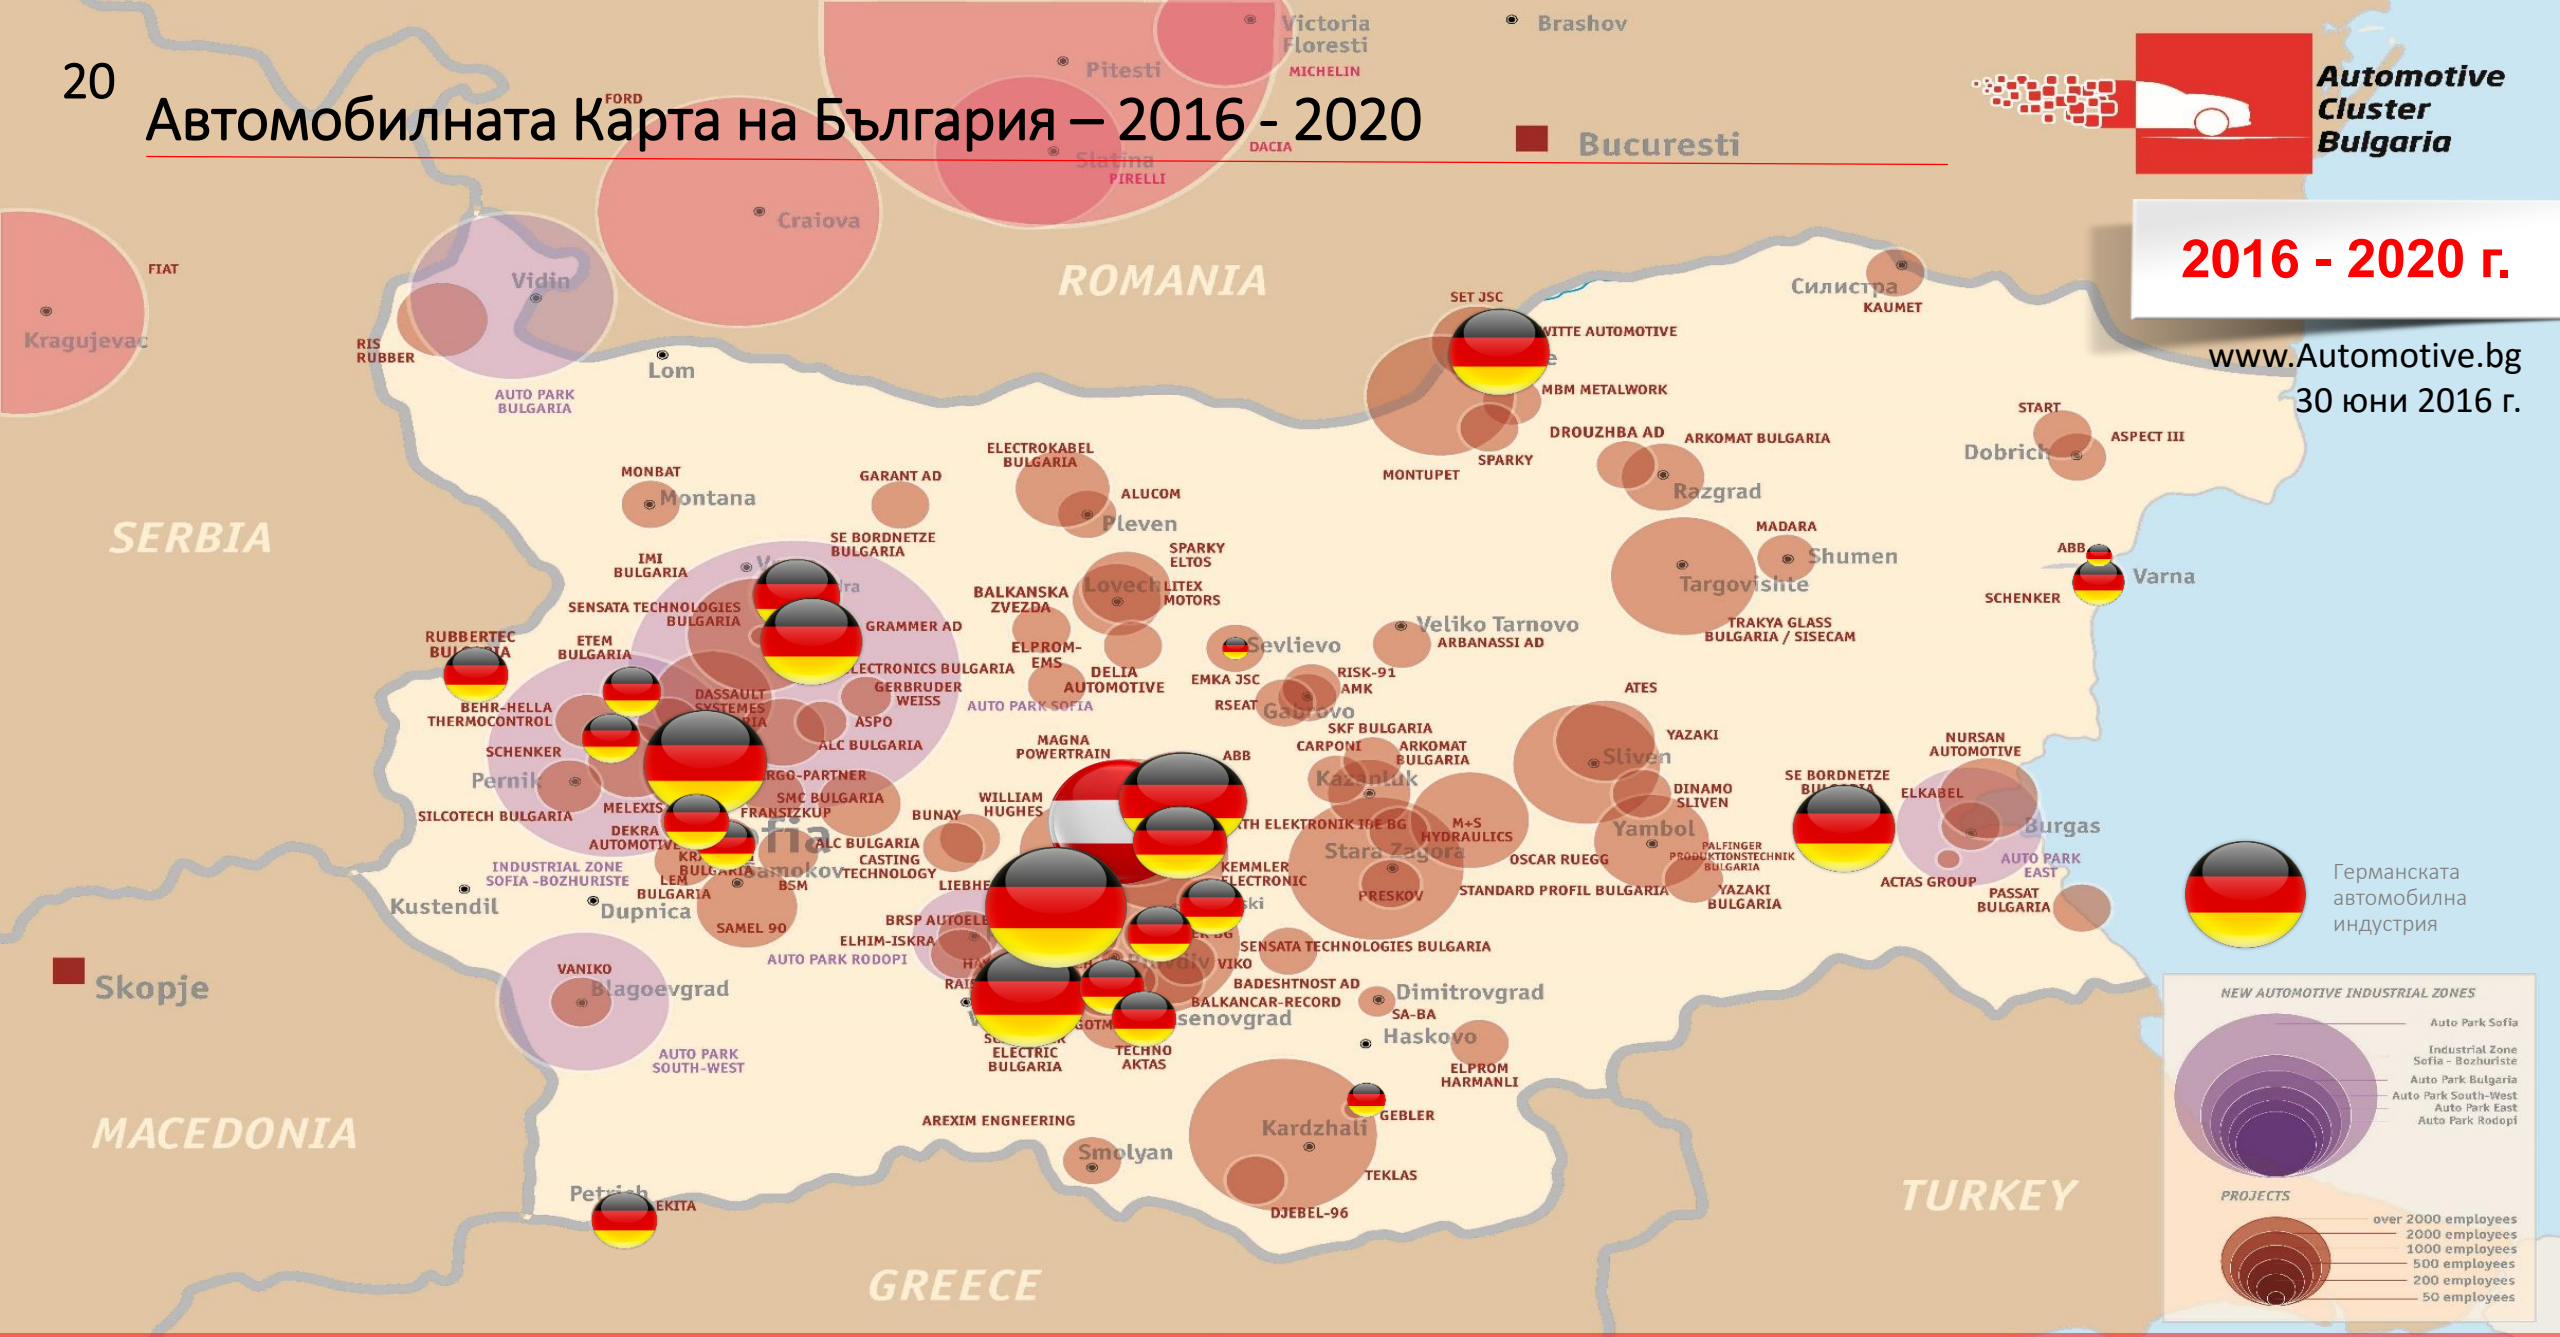 20
Автомобилната Карта на България – 2016 - 2020
Automotive
Cluster
Bulgaria
2016 - 2020 г.
www.Automotive.bg
30 юни 2016 г.
Victoria
Floresti
MICHELIN
Brashov
Pitesti
FORD
DACIA
Bucuresti
Slatina
PIRELLI
Craiova
FIAT
Kragujevac
ROMANIA
Vidin
RIS
RUBBER
Lom
AUTO PARK
BULGARIA
SET JSC
WITTE AUTOMOTIVE
MBM METALWORK
SPARKY
MONTUPET
Силистра
KAUMET
DROUZHBA AD
ARKOMAT BULGARIA
Razgrad
START
Dobrich
ASPECT III
SERBIA
MONBAT
Montana
GARANT AD
ELECTROKABEL
BULGARIA
ALUCOM
Pleven
SE BORDNETZE
BULGARIA
IMI
BULGARIA
SENSATA TECHNOLOGIES
BULGARIA
GRAMMER AD
SPARKY
ELTOS
Lovech
LITEX
MOTORS
BALKANSKA
ZVEZDA
ELPROM-
EMS
DELIA
AUTOMOTIVE
MADARA
Shumen
Targovishte
TRAKYA GLASS
BULGARIA / SISECAM
ABB
Varna
SCHENKER
Veliko Tarnovo
ARBANASSI AD
Sevlievo
EMKA JSC
RISK-91
AMK
RSEAT
Gabrovo
RUBBERTEC
ETEM
BULGARIA
BEHR-HELLA
THERMOCONTROL
SCHENKER
Pernik
SILCOTECH BULGARIA
DASSAULT
SYSTEMES
GERBRUDER
WEISS
ASPO
ALC BULGARIA
AUTO PARK SOFIA
SMC BULGARIA
FRANSIZKUP
MELEXIS
DEKRA
AUTOMOTIVE
INDUSTRIAL ZONE
SOFIA -BOZHURISTE
LEM
BULGARIA
Samokov
BSM
SAMEL 90
Kustendil
Dupnica
MAGNA
POWERTRAIN
ABB
WILLIAM
HUGHES
BUNAY
ALC BULGARIA
CASTING
TECHNOLOGY
SKF BULGARIA
CARPONI
ARKOMAT
BULGARIA
Kazanluk
M+S
HYDRAULICS
Stara Zagora
PRESKOV
KEMMLER
ELECTRONIC
ATES
YAZAKI
Sliven
DINAMO
SLIVEN
Yambol
PALFINGER
PRODUKTIONSTECHNIK
BULGARIA
OSCAR RUEGG
STANDARD PROFIL BULGARIA
YAZAKI
BULGARIA
NURSAN
AUTOMOTIVE
SE BORDNETZE
ELKABEL
Burgas
AUTO PARK
EAST
ACTAS GROUP
PASSAT
BULGARIA
ELHIM-ISKRA
AUTO PARK RODOPI
SENSATA TECHNOLOGIES BULGARIA
VIKO
BADESHTNOST AD
BALKANCAR-RECORD
ELECTRIC
BULGARIA
TECHNO
AKTAS
Dimitrovgrad
SA-BA
Haskovo
ELPROM
HARMANLI
VANIKO
Blagoevgrad
AUTO PARK
SOUTH-WEST
Skopje
MACEDONIA
AREXIM ENGNEERING
Smolyan
Kardzhali
GEBLER
TEKLAS
DJEBEL-96
Petrich
GREECE
TURKEY
Германската
автомобилна
индустрия
NEW AUTOMOTIVE INDUSTRIAL ZONES
Auto Park Sofia
Industrial Zone
Sofia - Bozhuriste
Auto Park Bulgaria
Auto Park South-West
Auto Park East
Auto Park Rodopi
PROJECTS
over 2000 employees
2000 employees
1000 employees
500 employees
200 employees
50 employees